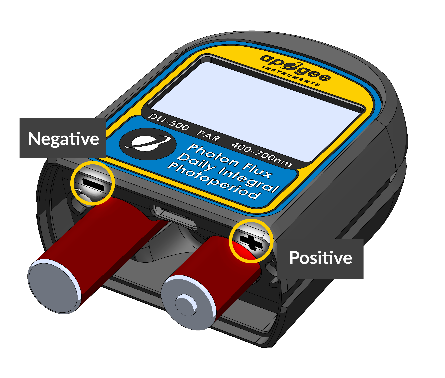 apogee
INSTRUMENTS
DLI-500 PAR 400-700nm
Negative
Photon Flux
Daily Integral
Photoperiod
Positive